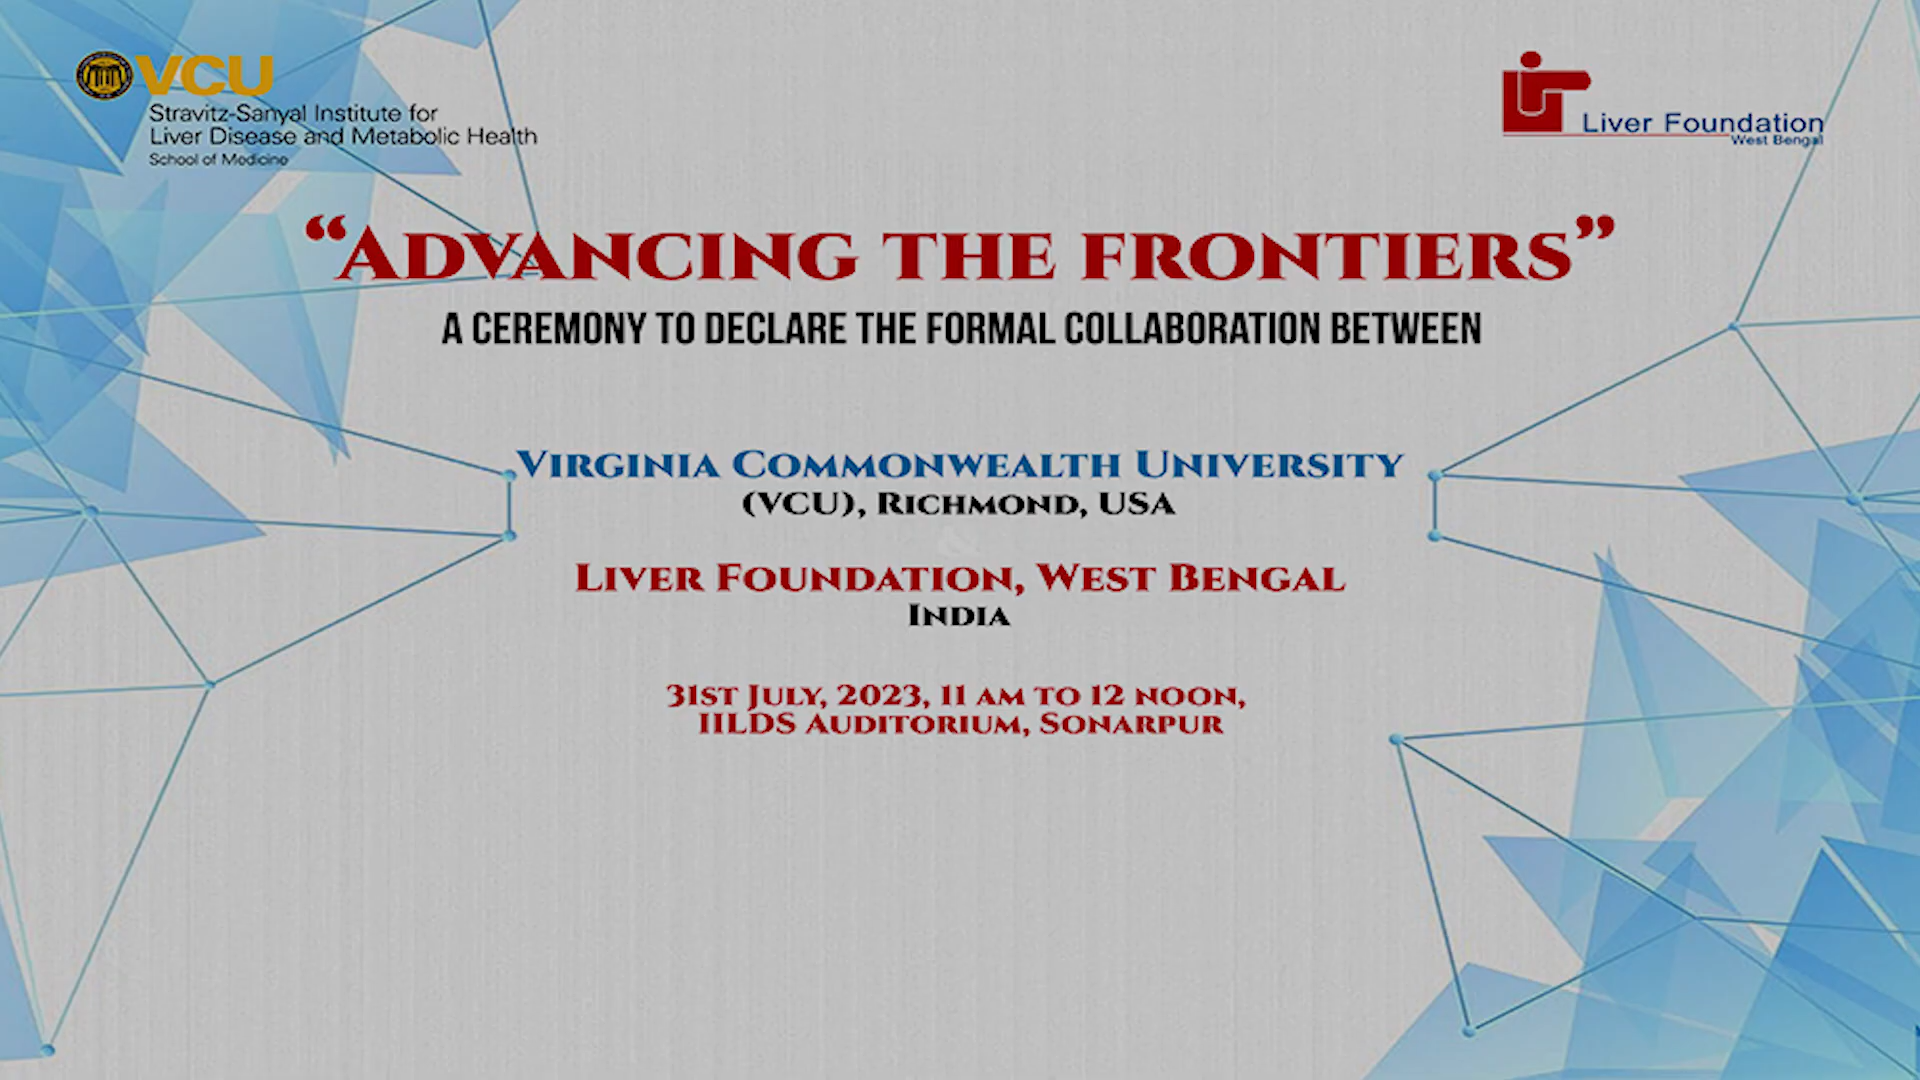 VCU
Stravitz-Sanyal Institute for
Liver Disease and Metabolic Health
School of Medicine
Liver Foundation
West Bengal
“ADVANCING THE FRONTIERS”
A CEREMONY TO DECLARE THE FORMAL COLLABORATION BETWEEN
VIRGINIA COMMONWEALTH UNIVERSITY
(VCU), RICHMOND, USA
&
LIVER FOUNDATION, WEST BENGAL
INDIA
31ST JULY, 2023, 11 AM TO 12 NOON,
IILDS AUDITORIUM, SONARPUR